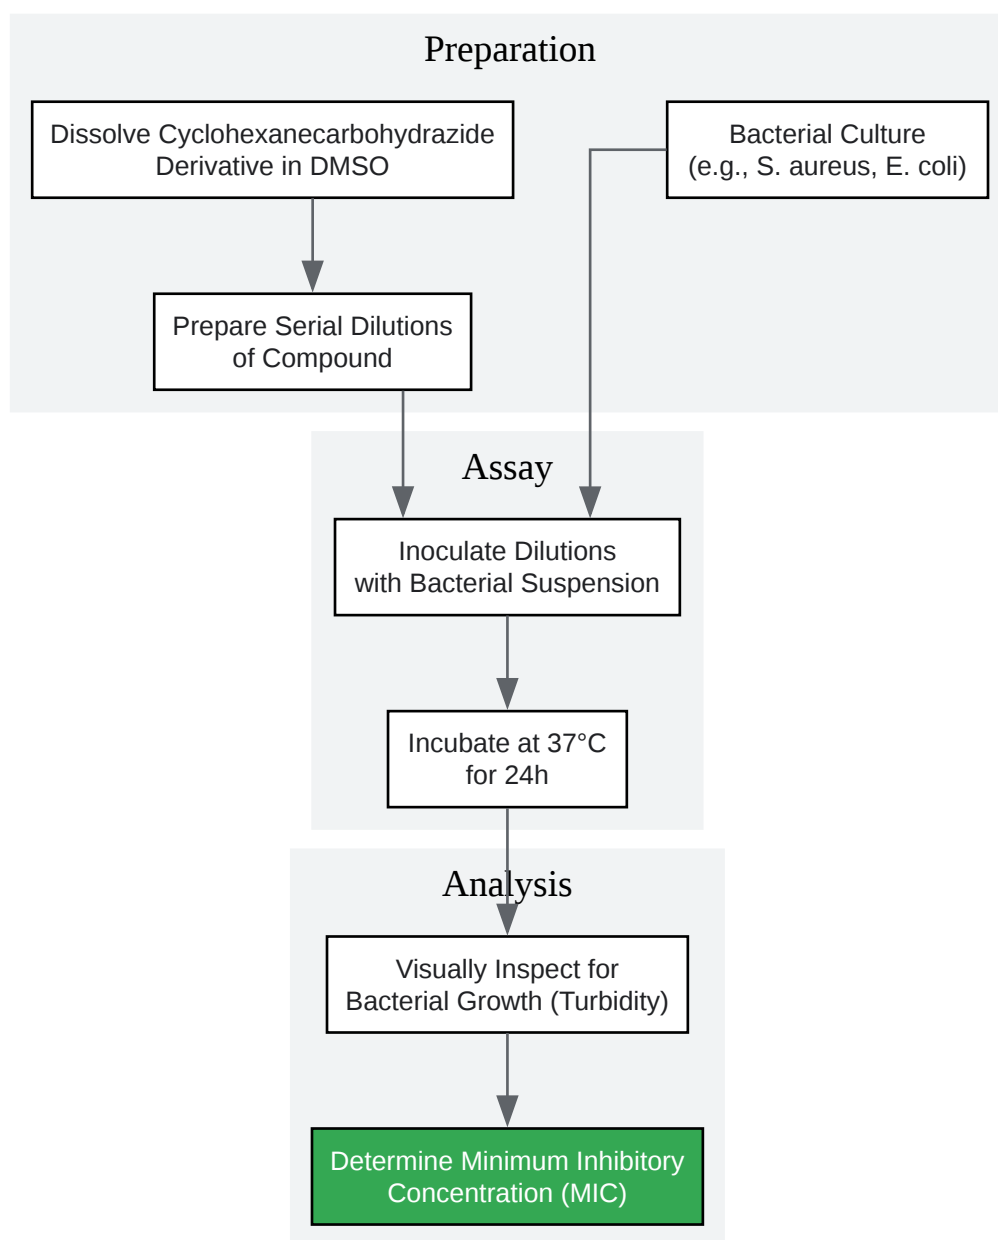 Preparation
Dissolve Cyclohexanecarbohydrazide
Derivative in DMSO
Bacterial Culture
(e.g., S. aureus, E. coli)
Prepare Serial Dilutions
of Compound
Assay
Inoculate Dilutions
with Bacterial Suspension
Incubate at 37°C
for 24h
Analysis
Visually Inspect for
Bacterial Growth (Turbidity)
Determine Minimum Inhibitory
Concentration (MIC)